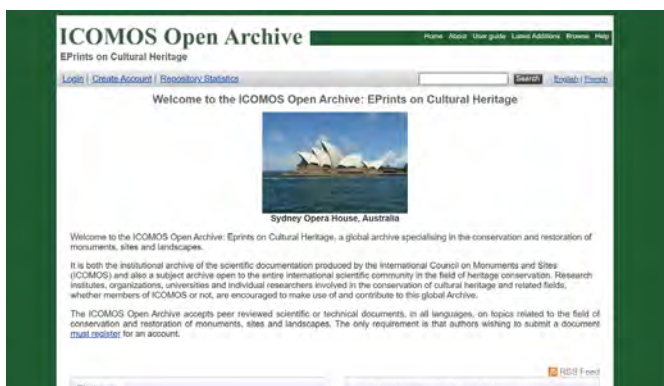 ICOMOS Open Archive
Home About User guide Latest Additions Browse Help
EPrints on Cultural Heritage
Login | Create Account | Repository Statistics
Search
English | French
Welcome to the ICOMOS Open Archive: EPrints on Cultural Heritage
Sydney Opera House, Australia
Welcome to the ICOMOS Open Archive: Eprints on Cultural Heritage, a global archive specialising in the conservation and restoration of
monuments, sites and landscapes.
It is both the institutional archive of the scientific documentation produced by the International Council on Monuments and Sites
(ICOMOS) and also a subject archive open to the entire international scientific community in the field of heritage conservation. Research
institutes, organizations, universities and individual researchers involved in the conservation of cultural heritage and related fields,
whether members of ICOMOS or not, are encouraged to make use of and contribute to this global Archive.
The ICOMOS Open Archive accepts peer reviewed scientific or technical documents, in all languages, on topics related to the field of
conservation and restoration of monuments, sites and landscapes. The only requirement is that authors wishing to submit a document
must register for an account.
RSS Feed